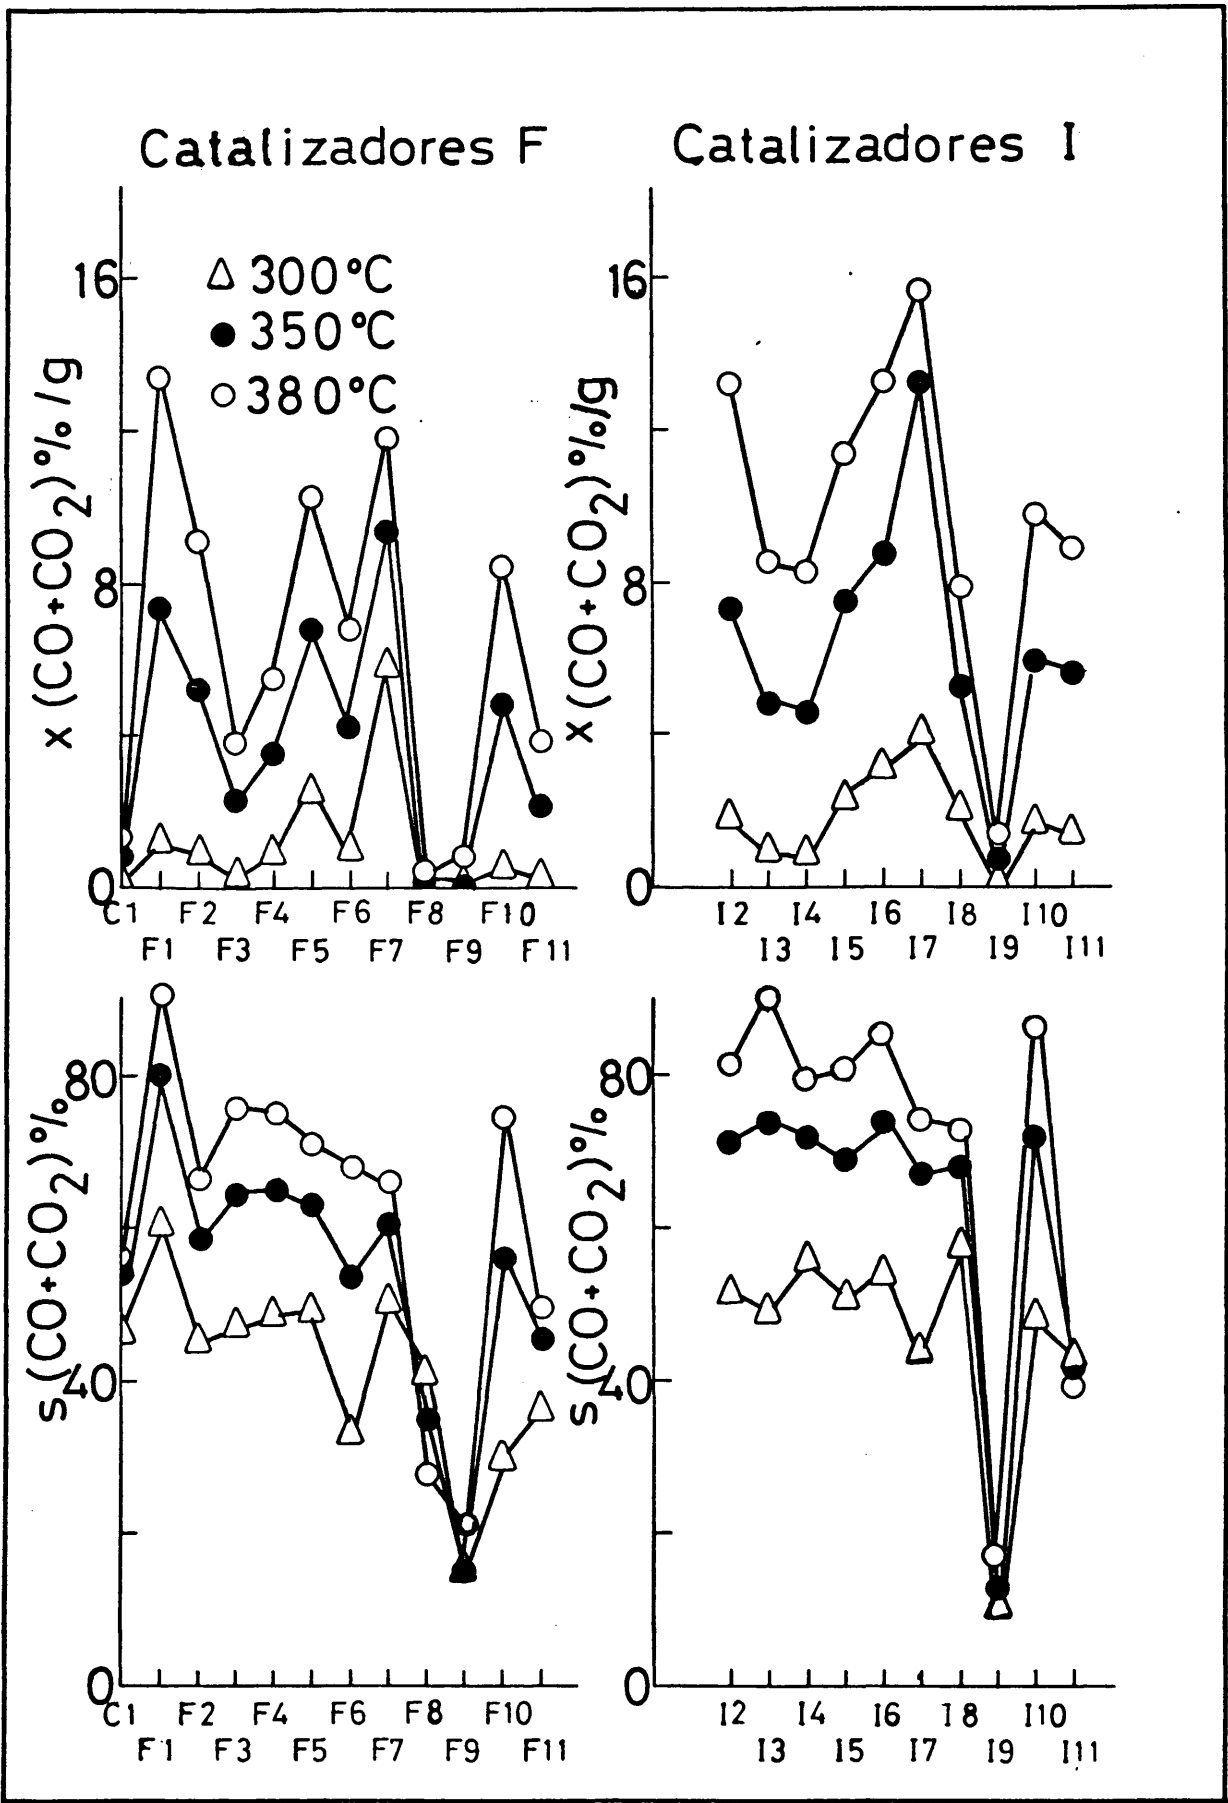 Catalizadores F
Catalizadores I
△ 300°C
● 350°C
○ 380°C
x (CO+CO2) % /g
16
8
0
C1 F2 F4 F6 F8 F10
F1 F3 F5 F7 F9 F11
x (CO+CO2) %/g
16
8
0
I2 I4 I6 I8 I10
I3 I5 I7 I9 I11
s (CO+CO2) %
80
40
0
C1 F2 F4 F6 F8 F10
F1 F3 F5 F7 F9 F11
s (CO+CO2) %
80
40
0
I2 I4 I6 I8 I10
I3 I5 I7 I9 I11